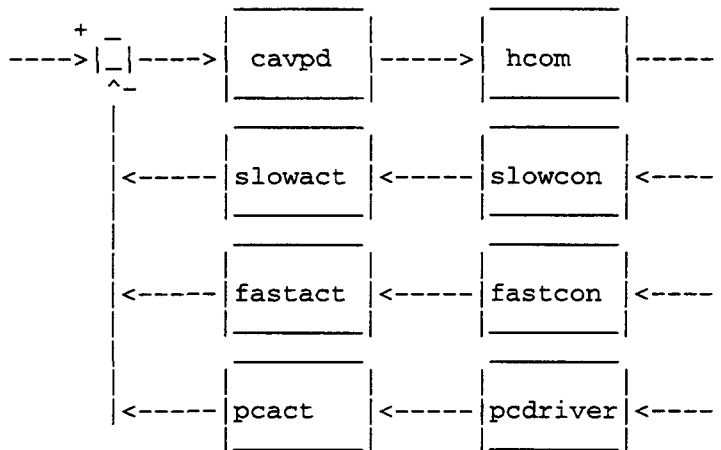 +
-
cavpd hcom
slowact slowcon
fastact fastcon
pcact pcdriver